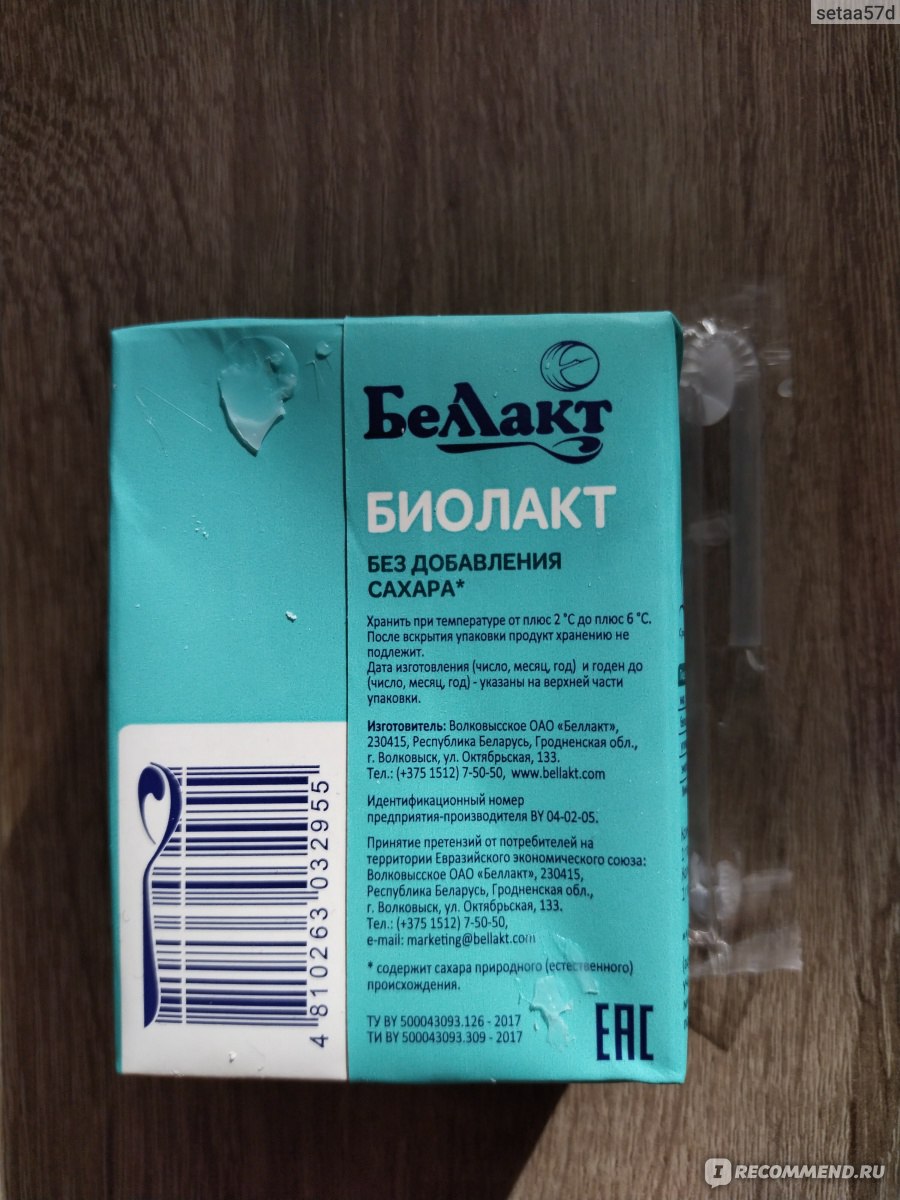 setaa57d
БеЛЛакт
БИОЛАКТ
БЕЗ ДОБАВЛЕНИЯ
САХАРА*
Хранить при температуре от плюс 2 °С до плюс 6 °С.
После вскрытия упаковки продукт хранению не
подлежит.
Дата изготовления (число, месяц, год) и годен до
(число, месяц, год) - указаны на верхней части
упаковки.
Изготовитель: Волковысское ОАО «Беллакт»,
230415, Республика Беларусь, Гродненская обл.,
г. Волковыск, ул. Октябрьская, 133.
Тел.: (+375 1512) 7-50-50, www.bellakt.com
Идентификационный номер
предприятия-производителя BY 04-02-05.
Принятие претензий от потребителей на
территории Евразийского экономического союза:
Волковысское ОАО «Беллакт», 230415,
Республика Беларусь, Гродненская обл.,
г. Волковыск, ул. Октябрьская, 133.
Тел.: (+375 1512) 7-50-50,
e-mail: marketing@bellakt.com
* содержит сахара природного (естественного)
происхождения.
ТУ BY 500043093.126 - 2017
ТИ BY 500043093.309 - 2017
EAC
4 810263 032955
IRECOMMEND.RU